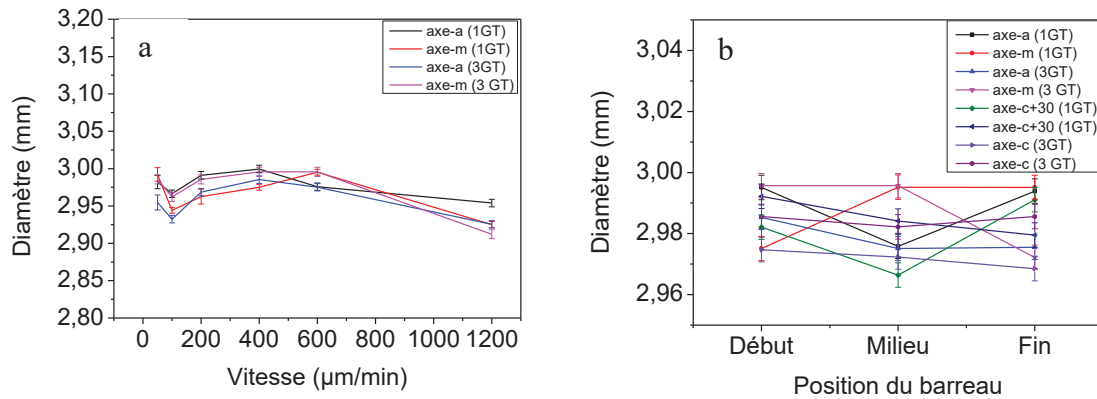 a
axe-a (1GT)
axe-m (1GT)
axe-a (3GT)
axe-m (3 GT)
3,20
3,15
3,10
3,05
3,00
2,95
2,90
2,85
2,80
Diamètre (mm)
0 200 400 600 800 1000 1200
Vitesse (µm/min)
b
axe-a (1GT)
axe-m (1GT)
axe-a (3GT)
axe-m (3 GT)
axe-c+30 (1GT)
axe-c+30 (1GT)
axe-c (3GT)
axe-c (3 GT)
3,04
3,02
3,00
2,98
2,96
Diamètre (mm)
Début Milieu Fin
Position du barreau